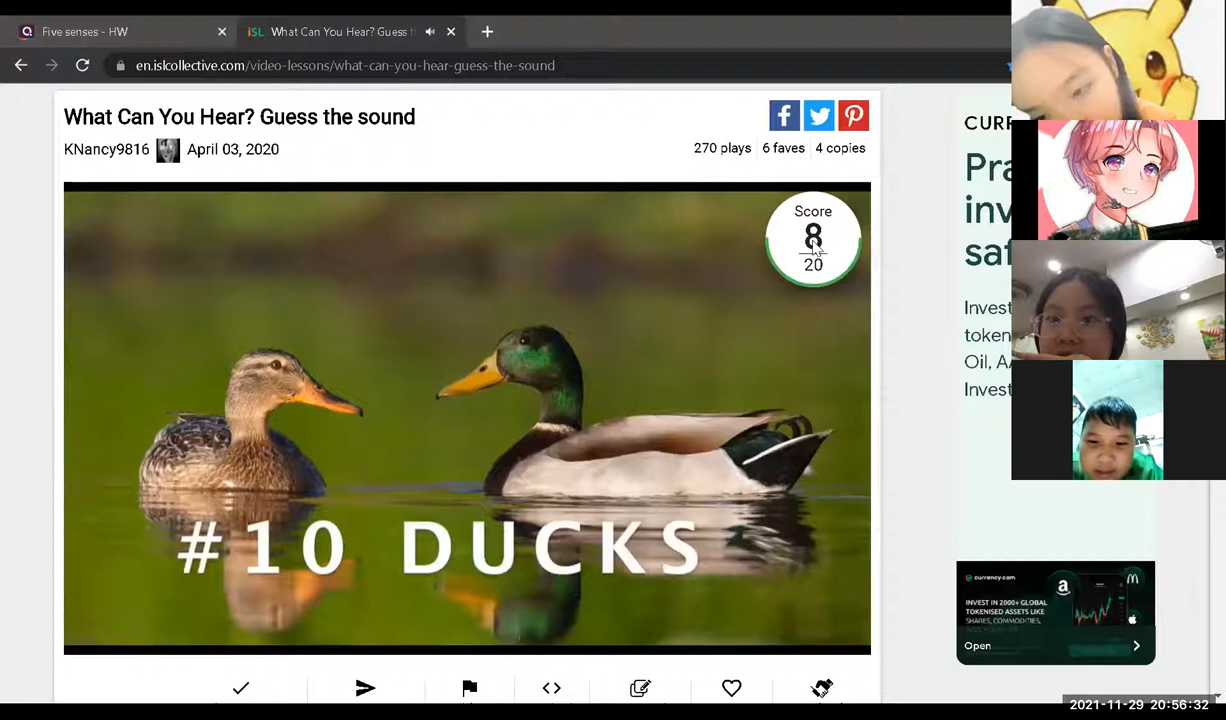 Five senses - HW
iSL What Can You Hear? Guess t
en.islcollective.com/video-lessons/what-can-you-hear-guess-the-sound
What Can You Hear? Guess the sound
KNancy9816 April 03, 2020
270 plays 6 faves 4 copies
Score
8
20
#10 DUCKS
CURR
Pra
inv
saf
Invest
token
Oil, A
Invest
currency.com
INVEST IN 2000+ GLOBAL
TOKENISED ASSETS LIKE
SHARES, COMMODITIES,
Open
2021-11-29 20:56:32